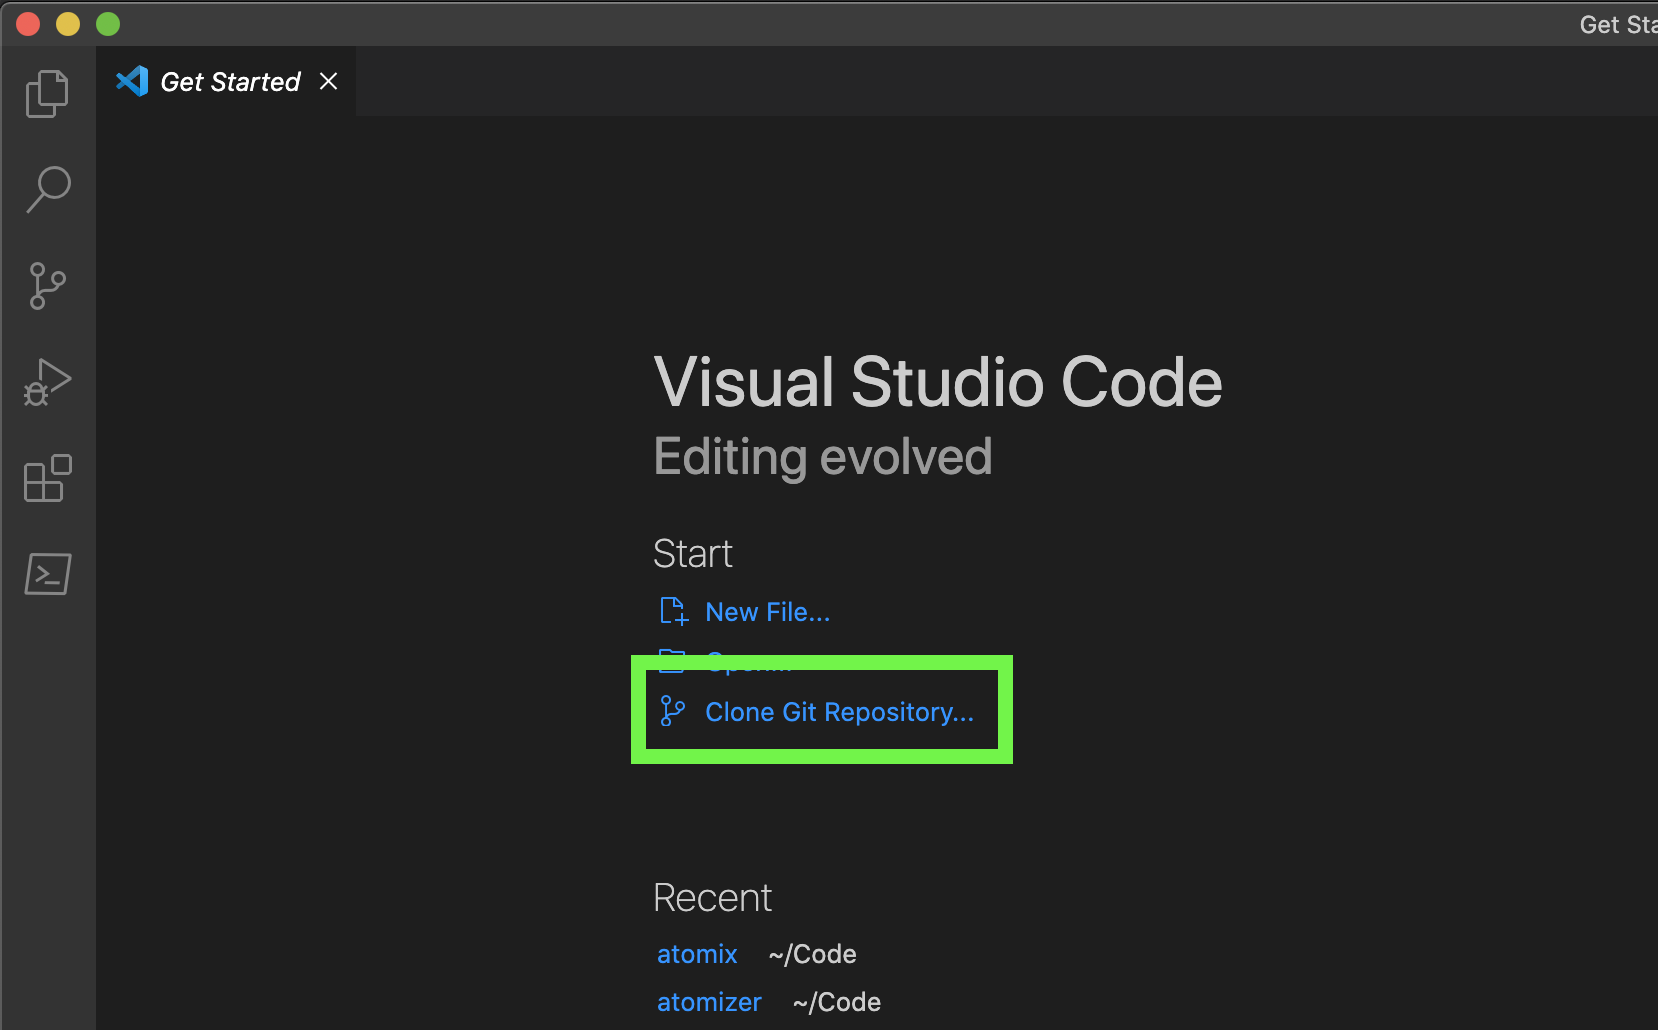 Get Sta
Get Started
Visual Studio Code
Editing evolved
Start
New File...
Open...
Clone Git Repository...
Recent
atomix ~/Code
atomizer ~/Code